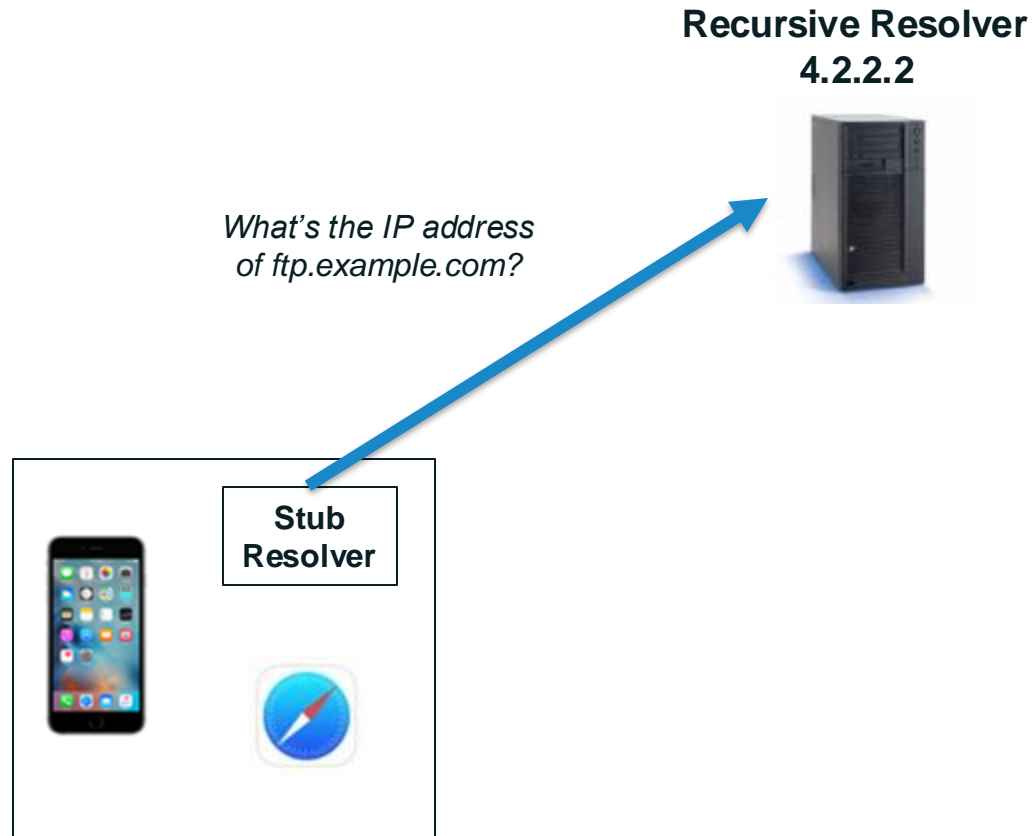 Recursive Resolver
4.2.2.2
What’s the IP address
of ftp.example.com?
Stub
Resolver